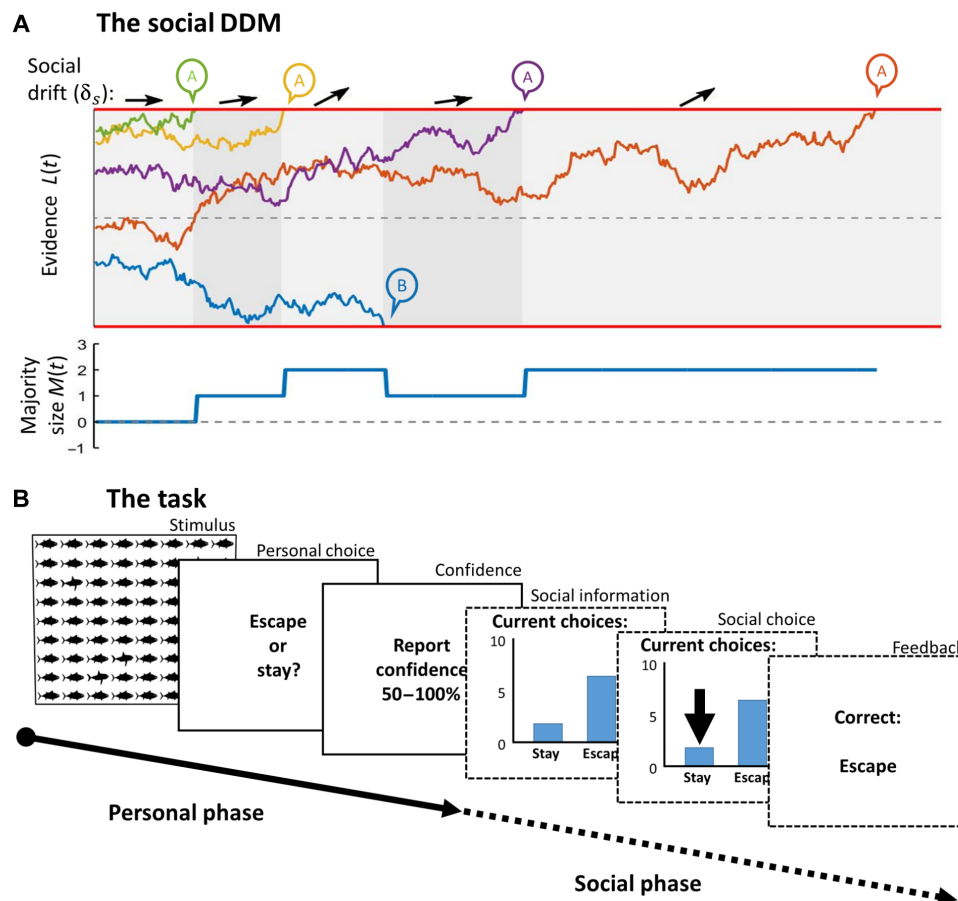 A The social DDM
Social
drift (δs):
A
A
A
A
Evidence L(t)
B
Majority
size M(t)
3
2
1
0
−1
B The task
Stimulus
Personal choice
Escape
or
stay?
Confidence
Report
confidence
50–100%
Social information
Current choices:
10
5
0
Stay
Escap
Social choice
Current choices:
10
5
0
Stay
Escap
Feedback
Correct:
Escape
Personal phase
Social phase